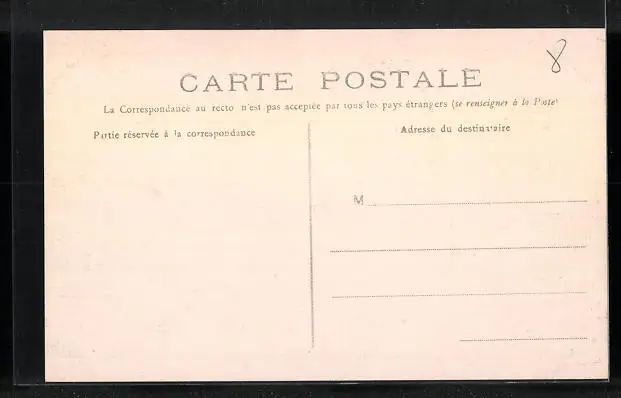 8
CARTE POSTALE
La Correspondance au recto n'est pas acceptée par tous les pays étrangers (se renseigner à la Poste)
Partie réservée à la correspondance
Adresse du destinataire
M